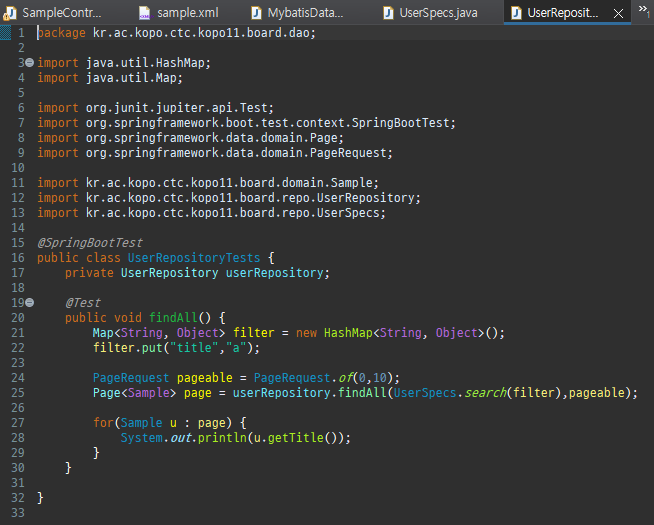 SampleContr... sample.xml MybatisData... UserSpecs.java UserReposit... »1
1 package kr.ac.kopo.ctc.kopo11.board.dao;
2
3 import java.util.HashMap;
4 import java.util.Map;
5
6 import org.junit.jupiter.api.Test;
7 import org.springframework.boot.test.context.SpringBootTest;
8 import org.springframework.data.domain.Page;
9 import org.springframework.data.domain.PageRequest;
10
11 import kr.ac.kopo.ctc.kopo11.board.domain.Sample;
12 import kr.ac.kopo.ctc.kopo11.board.repo.UserRepository;
13 import kr.ac.kopo.ctc.kopo11.board.repo.UserSpecs;
14
15 @SpringBootTest
16 public class UserRepositoryTests {
17     private UserRepository userRepository;
18
19     @Test
20     public void findAll() {
21         Map<String, Object> filter = new HashMap<String, Object>();
22         filter.put("title","a");
23
24         PageRequest pageable = PageRequest.of(0,10);
25         Page<Sample> page = userRepository.findAll(UserSpecs.search(filter),pageable);
26
27         for(Sample u : page) {
28             System.out.println(u.getTitle());
29         }
30     }
31
32 }
33